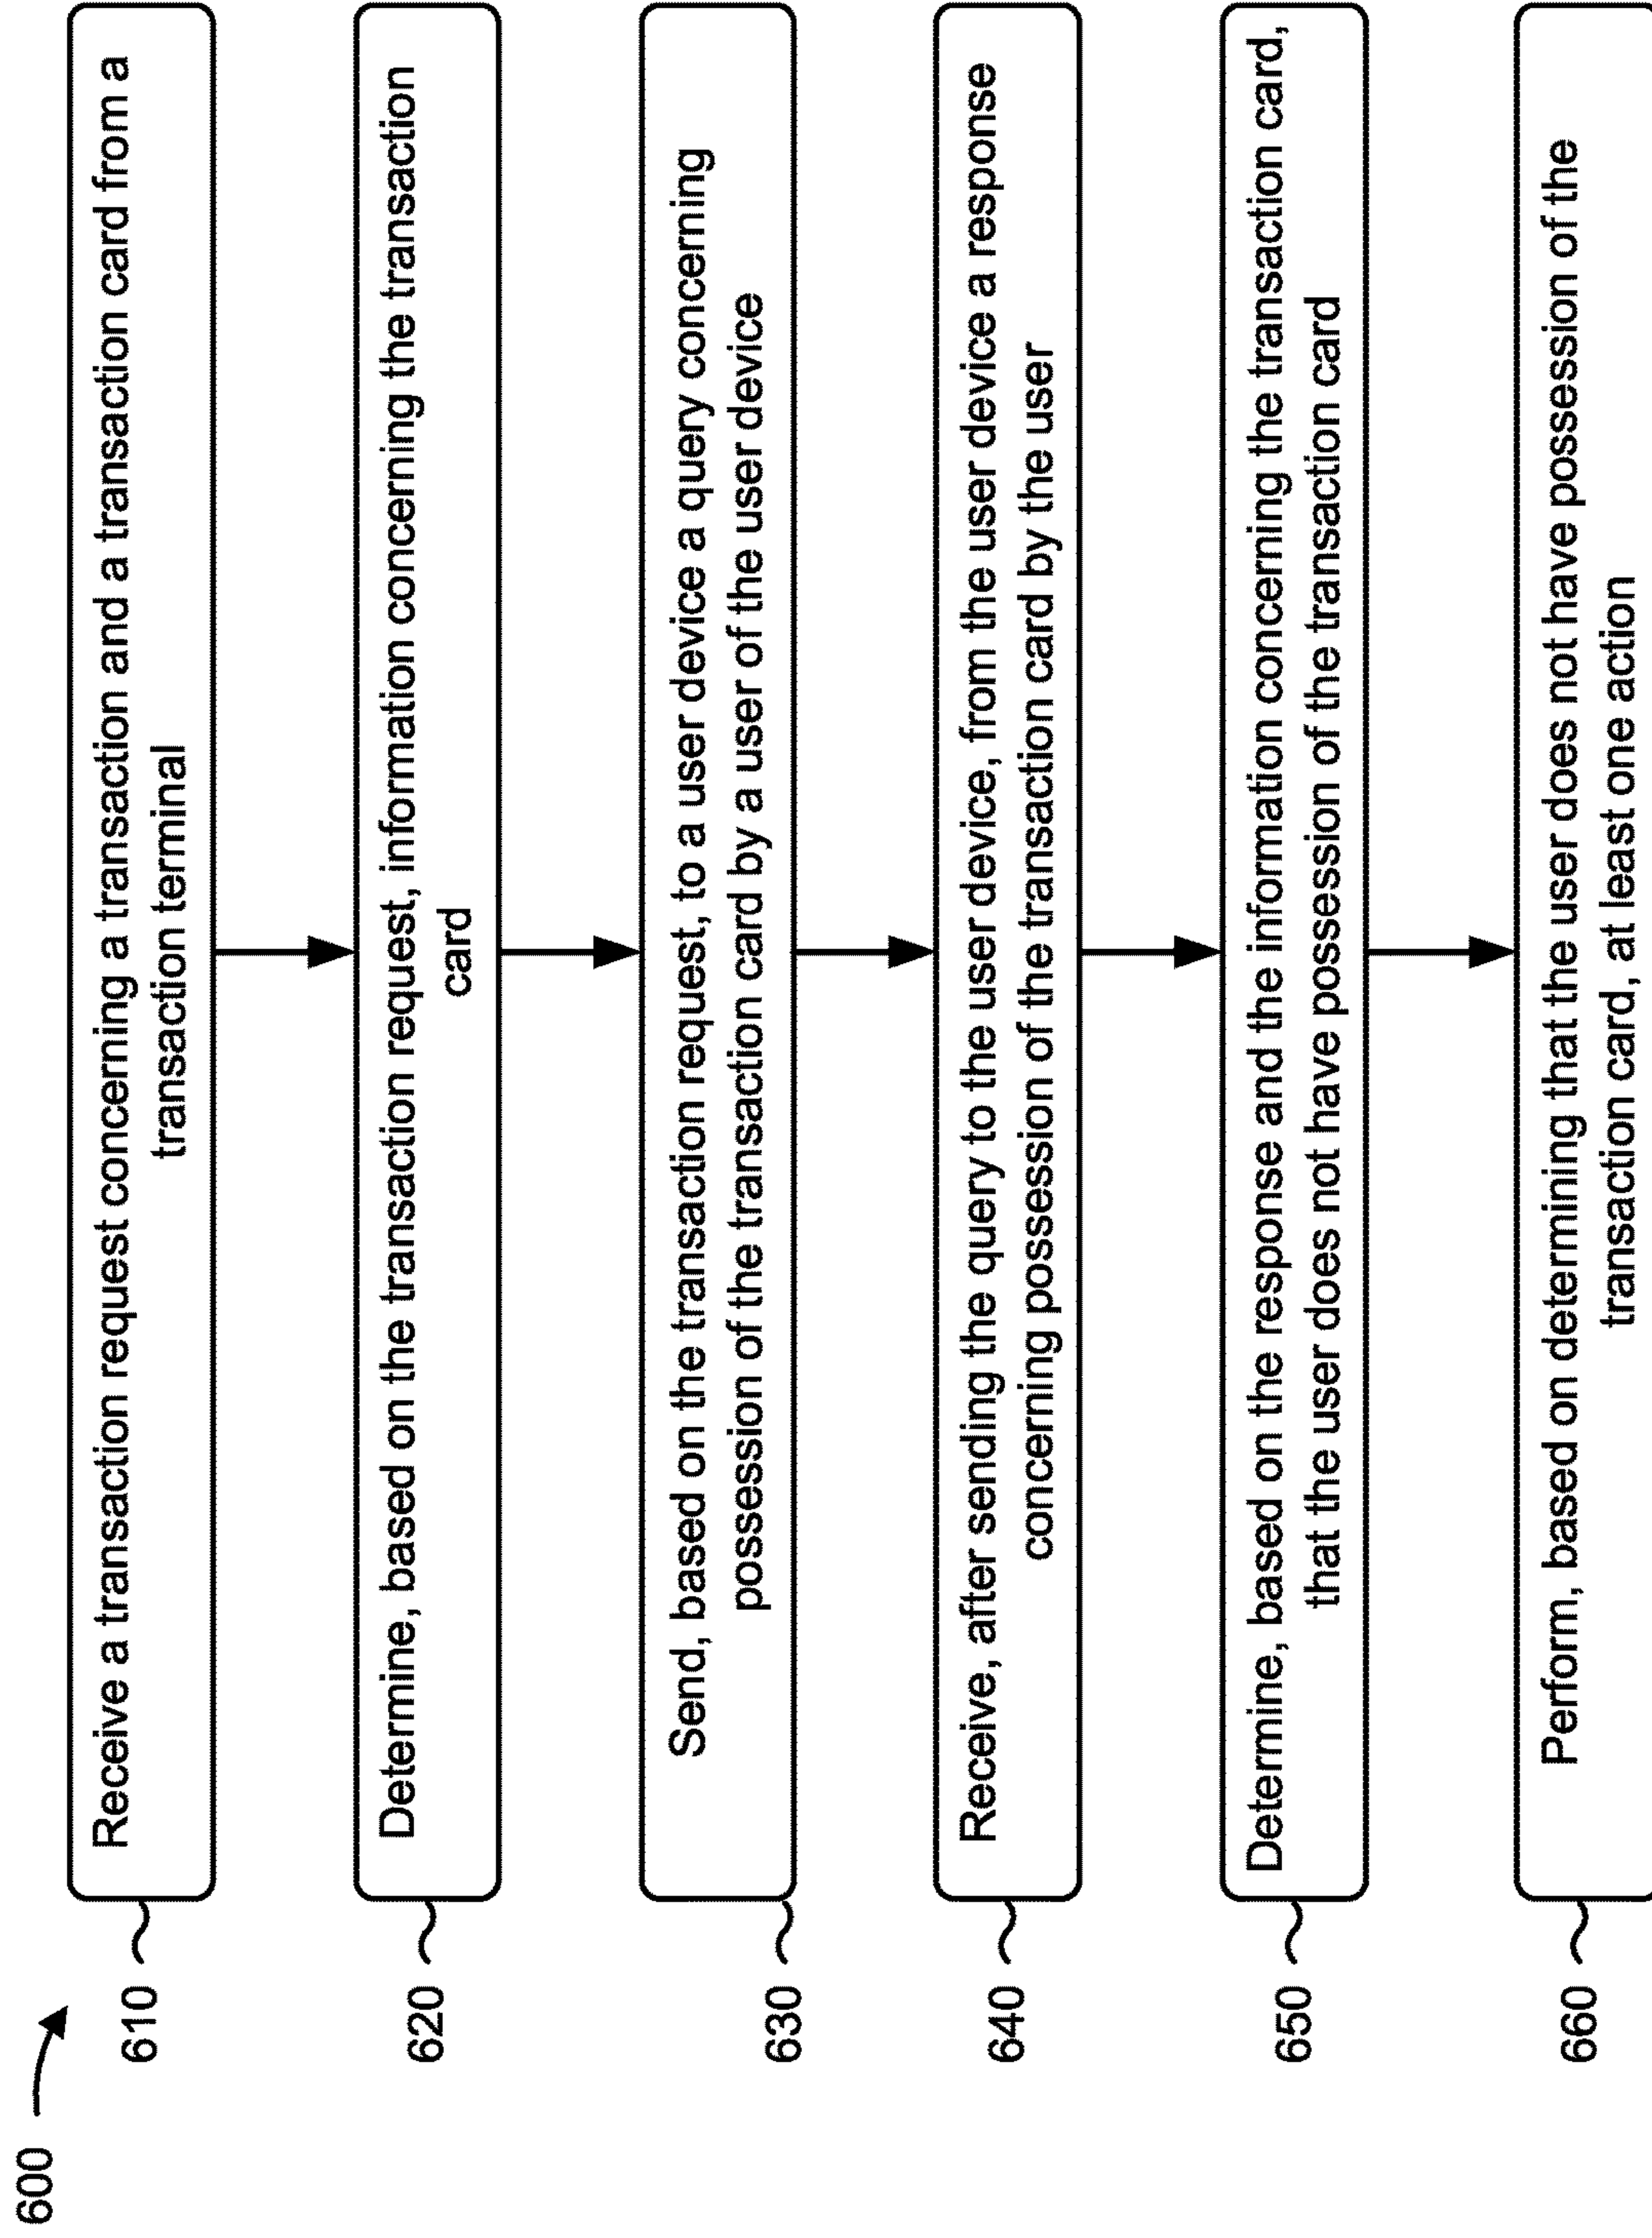 600
610
Receive a transaction request concerning a transaction and a transaction card from a
transaction terminal
620
Determine, based on the transaction request, information concerning the transaction
card
630
Send, based on the transaction request, to a user device a query concerning
possession of the transaction card by a user of the user device
640
Receive, after sending the query to the user device, from the user device a response
concerning possession of the transaction card by the user
650
Determine, based on the response and the information concerning the transaction card,
that the user does not have possession of the transaction card
660
Perform, based on determining that the user does not have possession of the
transaction card, at least one action